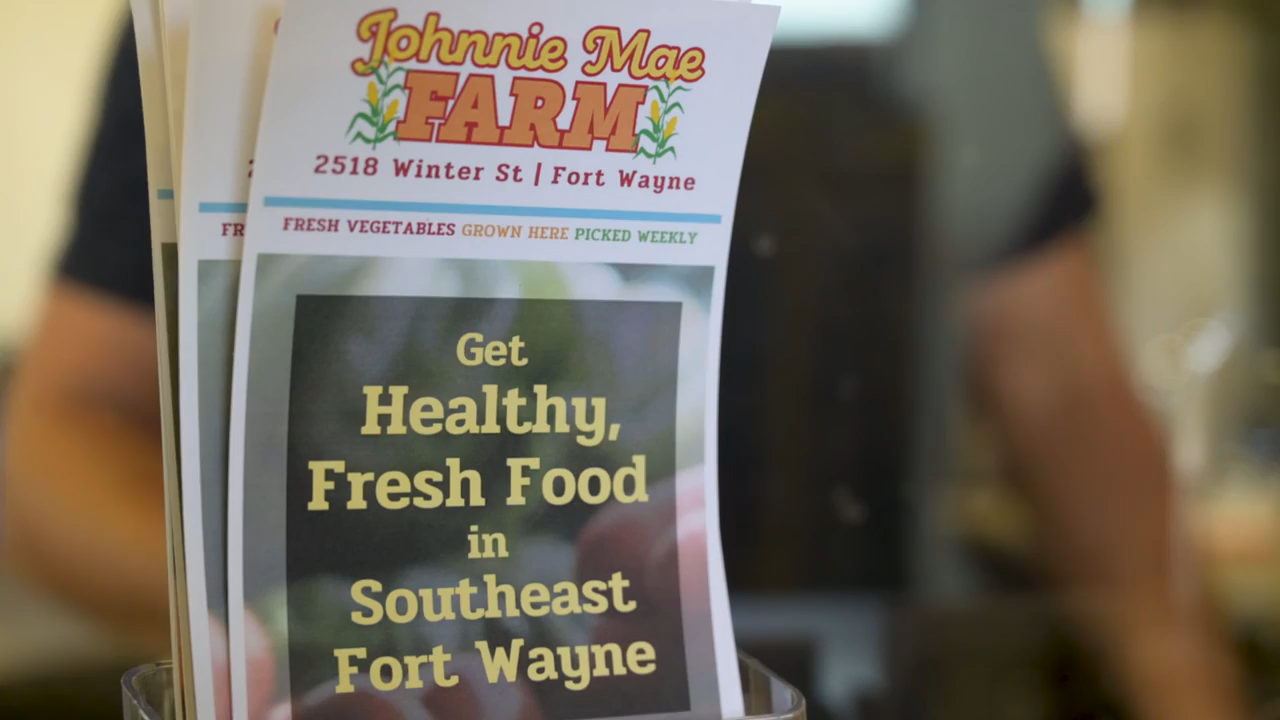 Johnnie Mae
FARM
2518 Winter St | Fort Wayne
FRESH VEGETABLES GROWN HERE PICKED WEEKLY
Get
Healthy,
Fresh Food
in
Southeast
Fort Wayne
FR